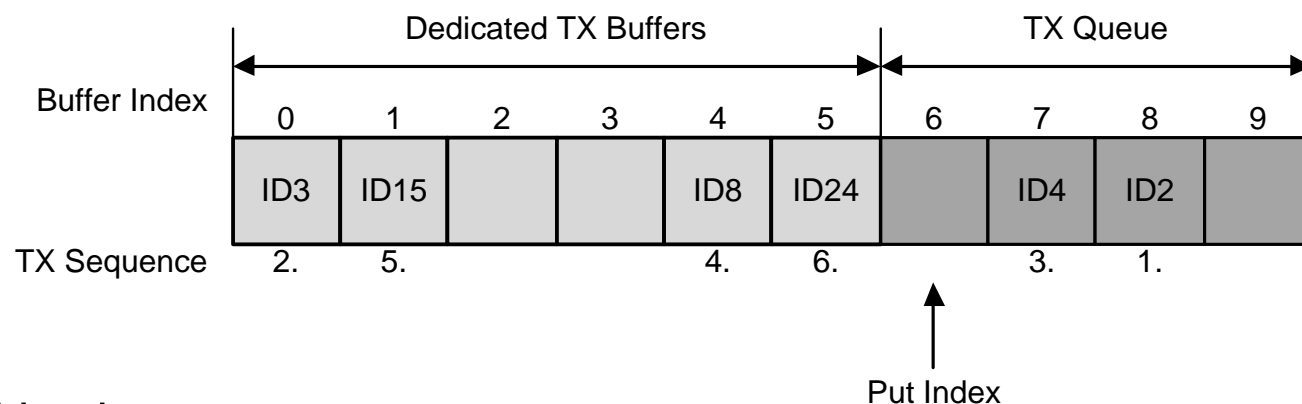 Dedicated TX Buffers TX Queue
Buffer Index 0 1 2 3 4 5 6 7 8 9
ID3 ID15 ID8 ID24 ID4 ID2
TX Sequence 2. 5. 4. 6. 3. 1.
Put Index